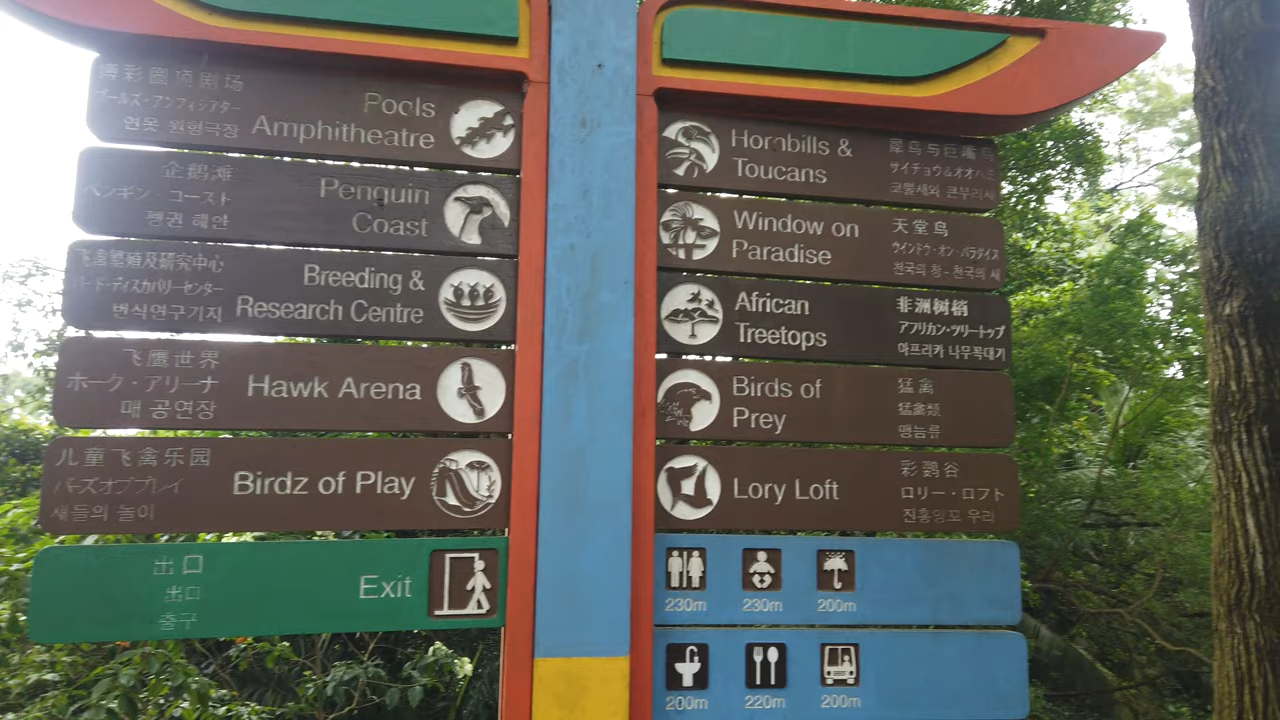 博彩圆顶剧场
プールズ・アンフィシアター
연못 원형극장
Pools
Amphitheatre
企鹅滩
ペンギン コースト
펭귄 해안
Penguin
Coast
飞禽繁殖及研究中心
バード・ディスカバリーセンター
번식연구기지
Breeding &
Research Centre
飞鹰世界
ホーク・アリーナ
매 공연장
Hawk Arena
儿童飞禽乐园
バーズオブプレイ
새들의 놀이
Birdz of Play
出口
出口
출구
Exit
Hornbills &
Toucans
犀鸟与巨嘴鸟
サイチョウ&オオハシ
코뿔새와 큰부리새
Window on
Paradise
天堂鸟
ウインドウ・オン・パラダイス
천국의 창-천국의 새
African
Treetops
非洲树梢
アフリカン・ツリートップ
아프리카 나무꼭대기
Birds of
Prey
猛禽
猛禽類
맹금류
Lory Loft
彩鹦谷
ロリー・ロフト
진홍잉꼬 우리
230m 230m 200m
200m 220m 200m